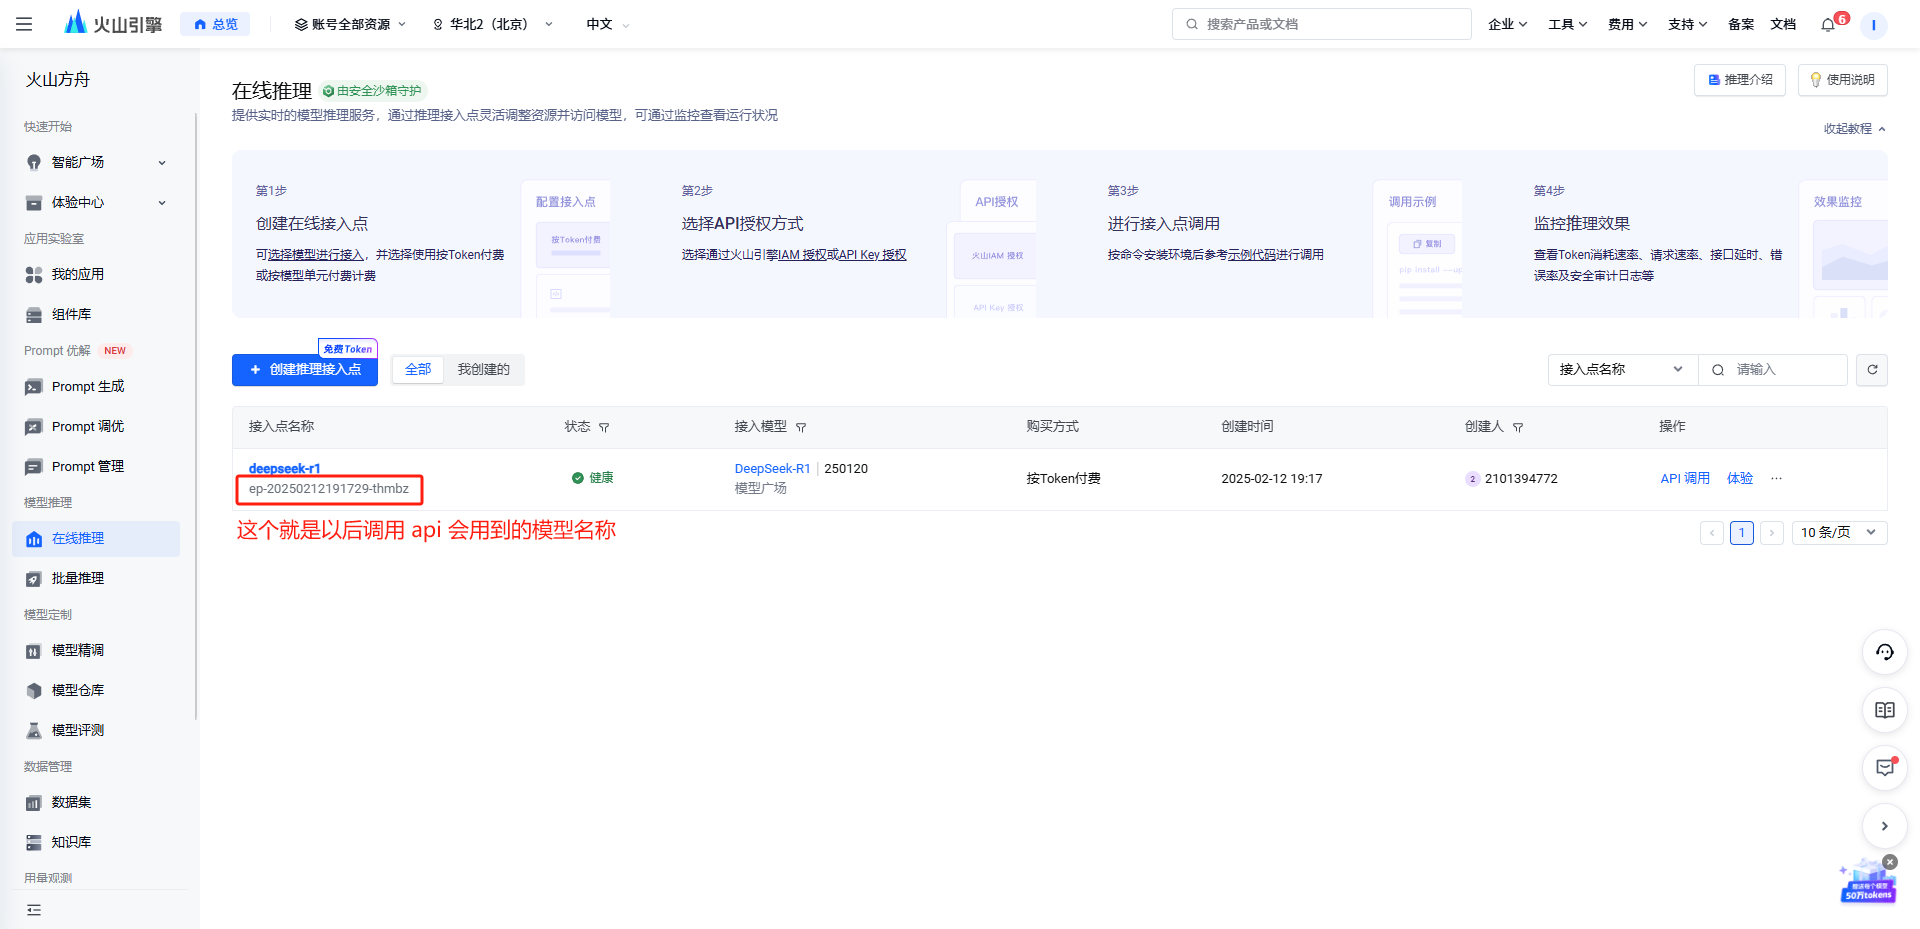 火山引擎
总览
账号全部资源
华北2（北京）
中文
搜索产品或文档
企业
工具
费用
支持
备案
文档
6
I
火山方舟
快速开始
智能广场
体验中心
应用实验室
我的应用
组件库
Prompt 优解 NEW
Prompt 生成
Prompt 调优
Prompt 管理
模型推理
在线推理
批量推理
模型定制
模型精调
模型仓库
模型评测
数据管理
数据集
知识库
用量观测
在线推理 由安全沙箱守护
提供实时的模型推理服务，通过推理接入点灵活调整资源并访问模型，可通过监控查看运行状况
推理介绍
使用说明
收起教程
第1步
创建在线接入点
可选择模型进行接入，并选择使用按Token付费
或按模型单元付费计费
配置接入点
按Token付费
第2步
选择API授权方式
选择通过火山引擎IAM 授权或API Key 授权
API授权
火山IAM 授权
API Key 授权
第3步
进行接入点调用
按命令安装环境后参考示例代码进行调用
调用示例
复制
pip install --up
第4步
监控推理效果
查看Token消耗速率、请求速率、接口延时、错
误率及安全审计日志等
效果监控
免费Token
+ 创建推理接入点
全部
我创建的
接入点名称
请输入
接入点名称 状态 接入模型 购买方式 创建时间 创建人 操作
deepseek-r1
ep-20250212191729-thmbz
健康
DeepSeek-R1 250120
模型广场
按Token付费
2025-02-12 19:17
2 2101394772
API 调用 体验 ···
这个就是以后调用 api 会用到的模型名称
1
10 条/页
赠送每个模型
50万tokens